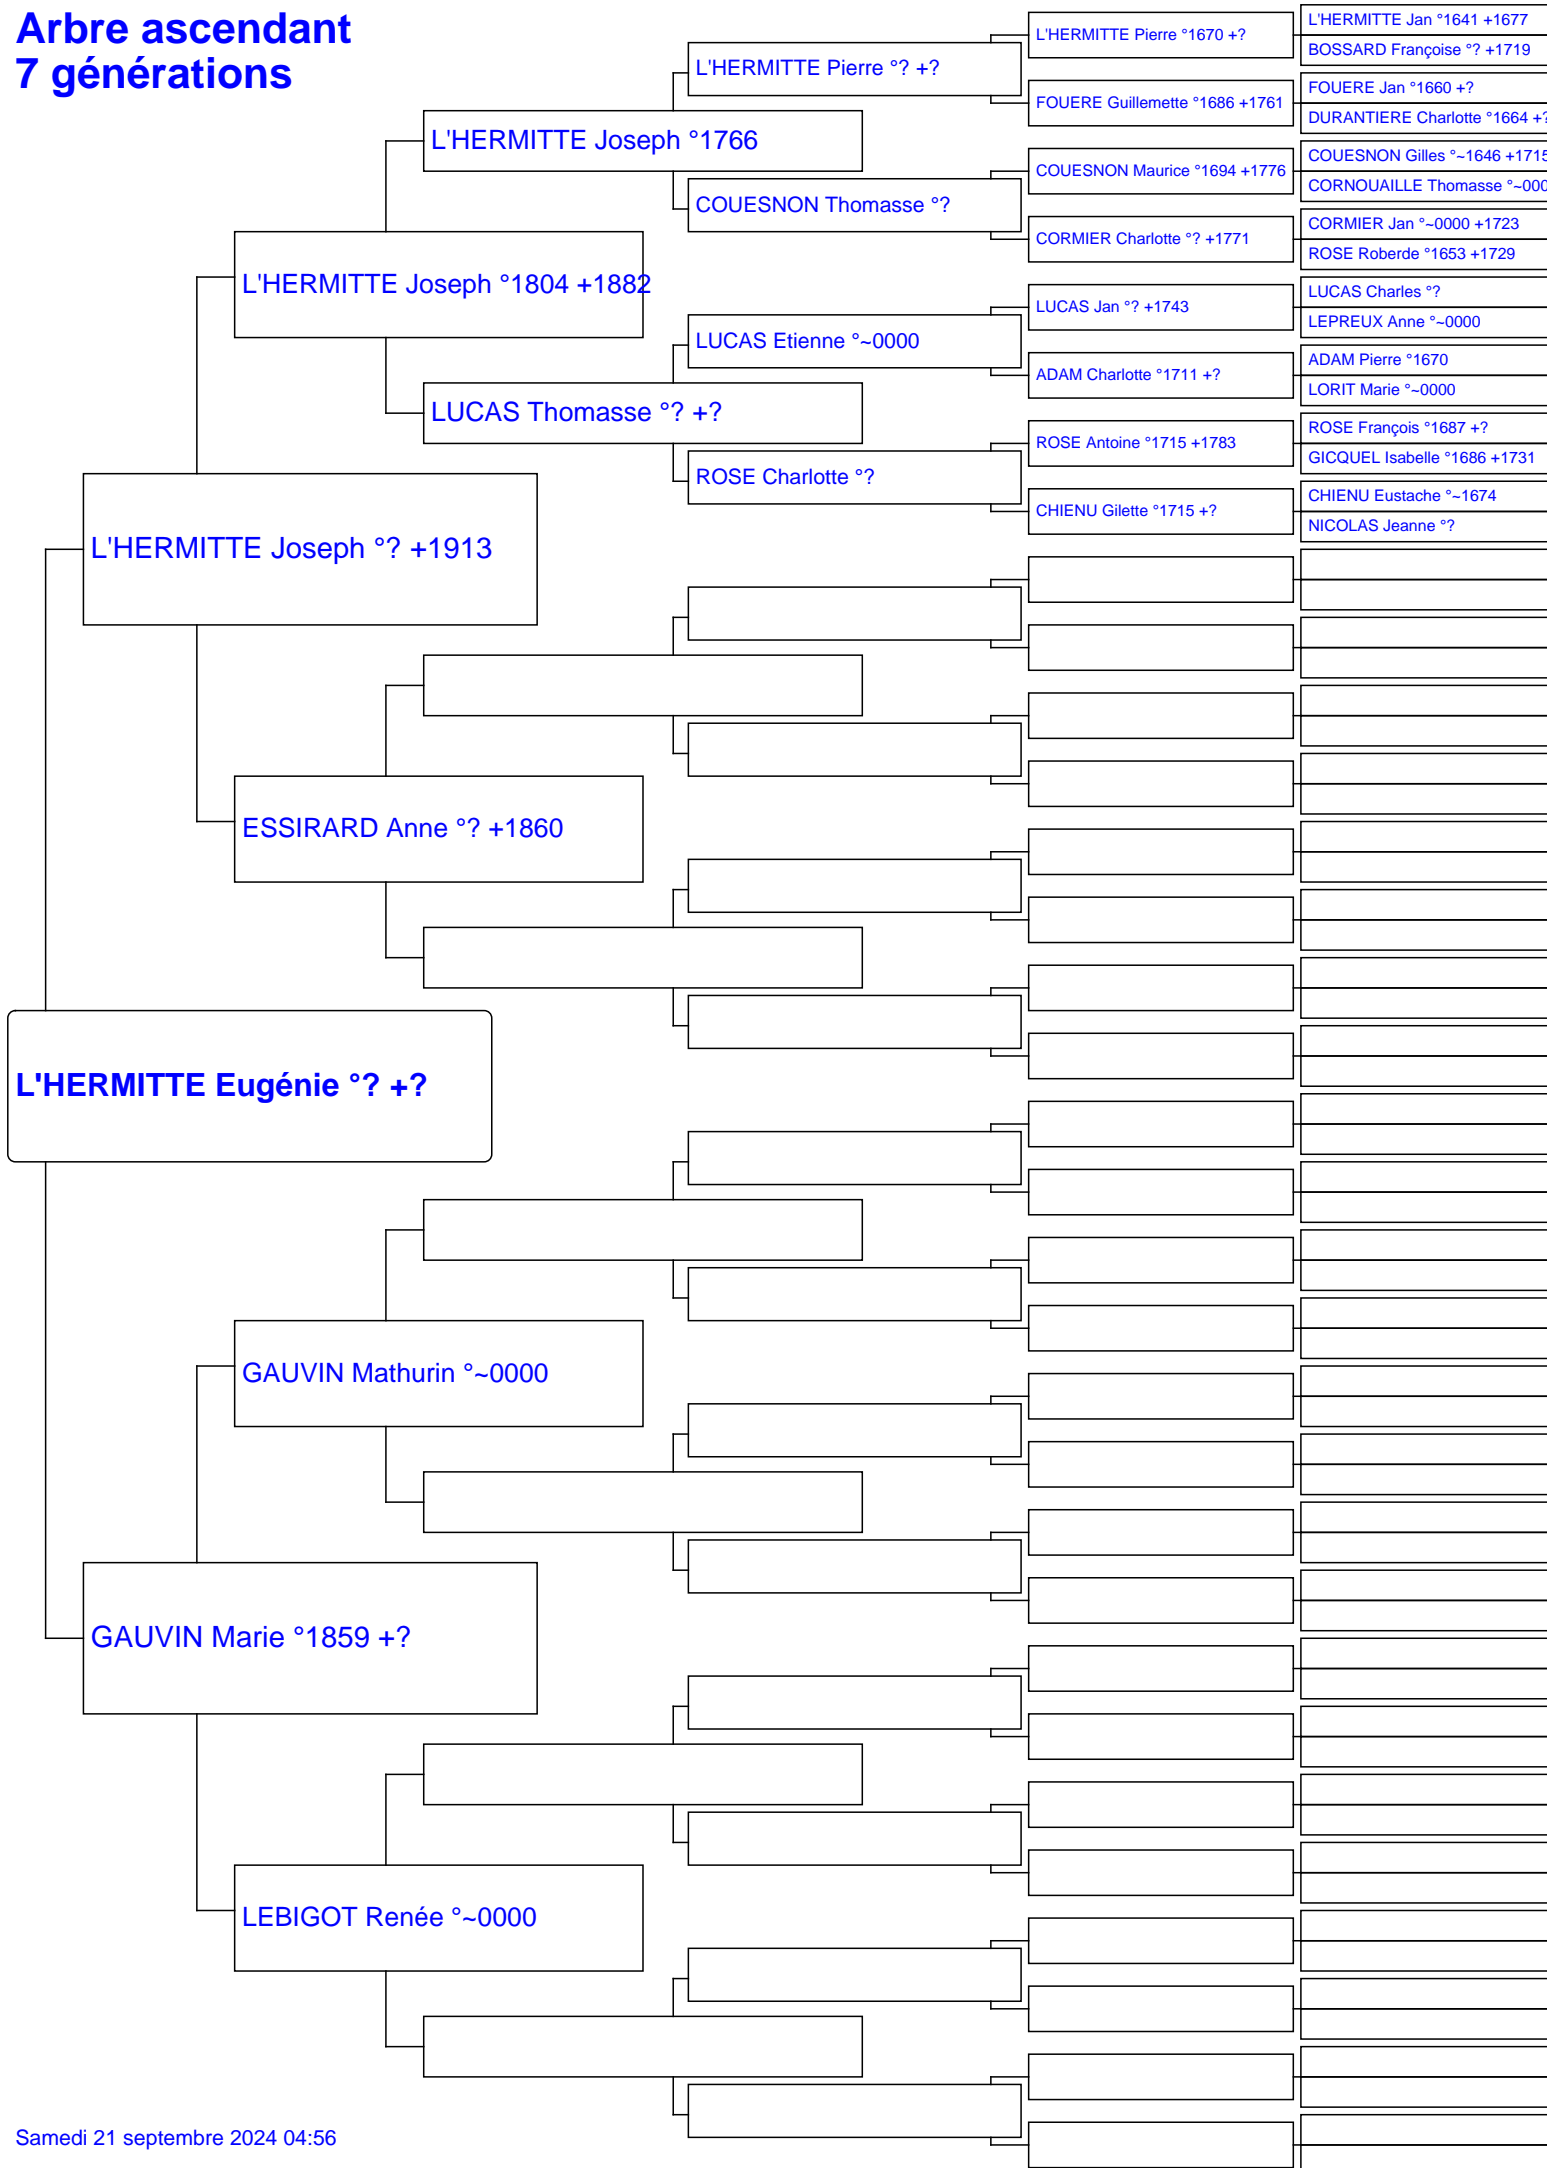 Arbre ascendant
7 générations
L'HERMITTE Jan °1641 +1677
L'HERMITTE Pierre °1670 +?
BOSSARD Françoise °? +1719
L'HERMITTE Pierre °? +?
FOUERE Jan °1660 +?
FOUERE Guillemette °1686 +1761
DURANTIERE Charlotte °1664 +?
L'HERMITTE Joseph °1766
COUESNON Gilles °~1646 +1715
COUESNON Maurice °1694 +1776
CORNOUAILLE Thomasse °~000
COUESNON Thomasse °?
CORMIER Jan °~0000 +1723
CORMIER Charlotte °? +1771
ROSE Roberde °1653 +1729
L'HERMITTE Joseph °1804 +1882
LUCAS Charles °?
LUCAS Jan °? +1743
LEPREUX Anne °~0000
LUCAS Etienne °~0000
ADAM Pierre °1670
ADAM Charlotte °1711 +?
LORIT Marie °~0000
LUCAS Thomasse °? +?
ROSE François °1687 +?
ROSE Antoine °1715 +1783
GICQUEL Isabelle °1686 +1731
ROSE Charlotte °?
CHIENU Eustache °~1674
CHIENU Gilette °1715 +?
NICOLAS Jeanne °?
L'HERMITTE Joseph °? +1913
ESSIRARD Anne °? +1860
L'HERMITTE Eugénie °? +?
GAUVIN Mathurin °~0000
GAUVIN Marie °1859 +?
LEBIGOT Renée °~0000
Samedi 21 septembre 2024 04:56